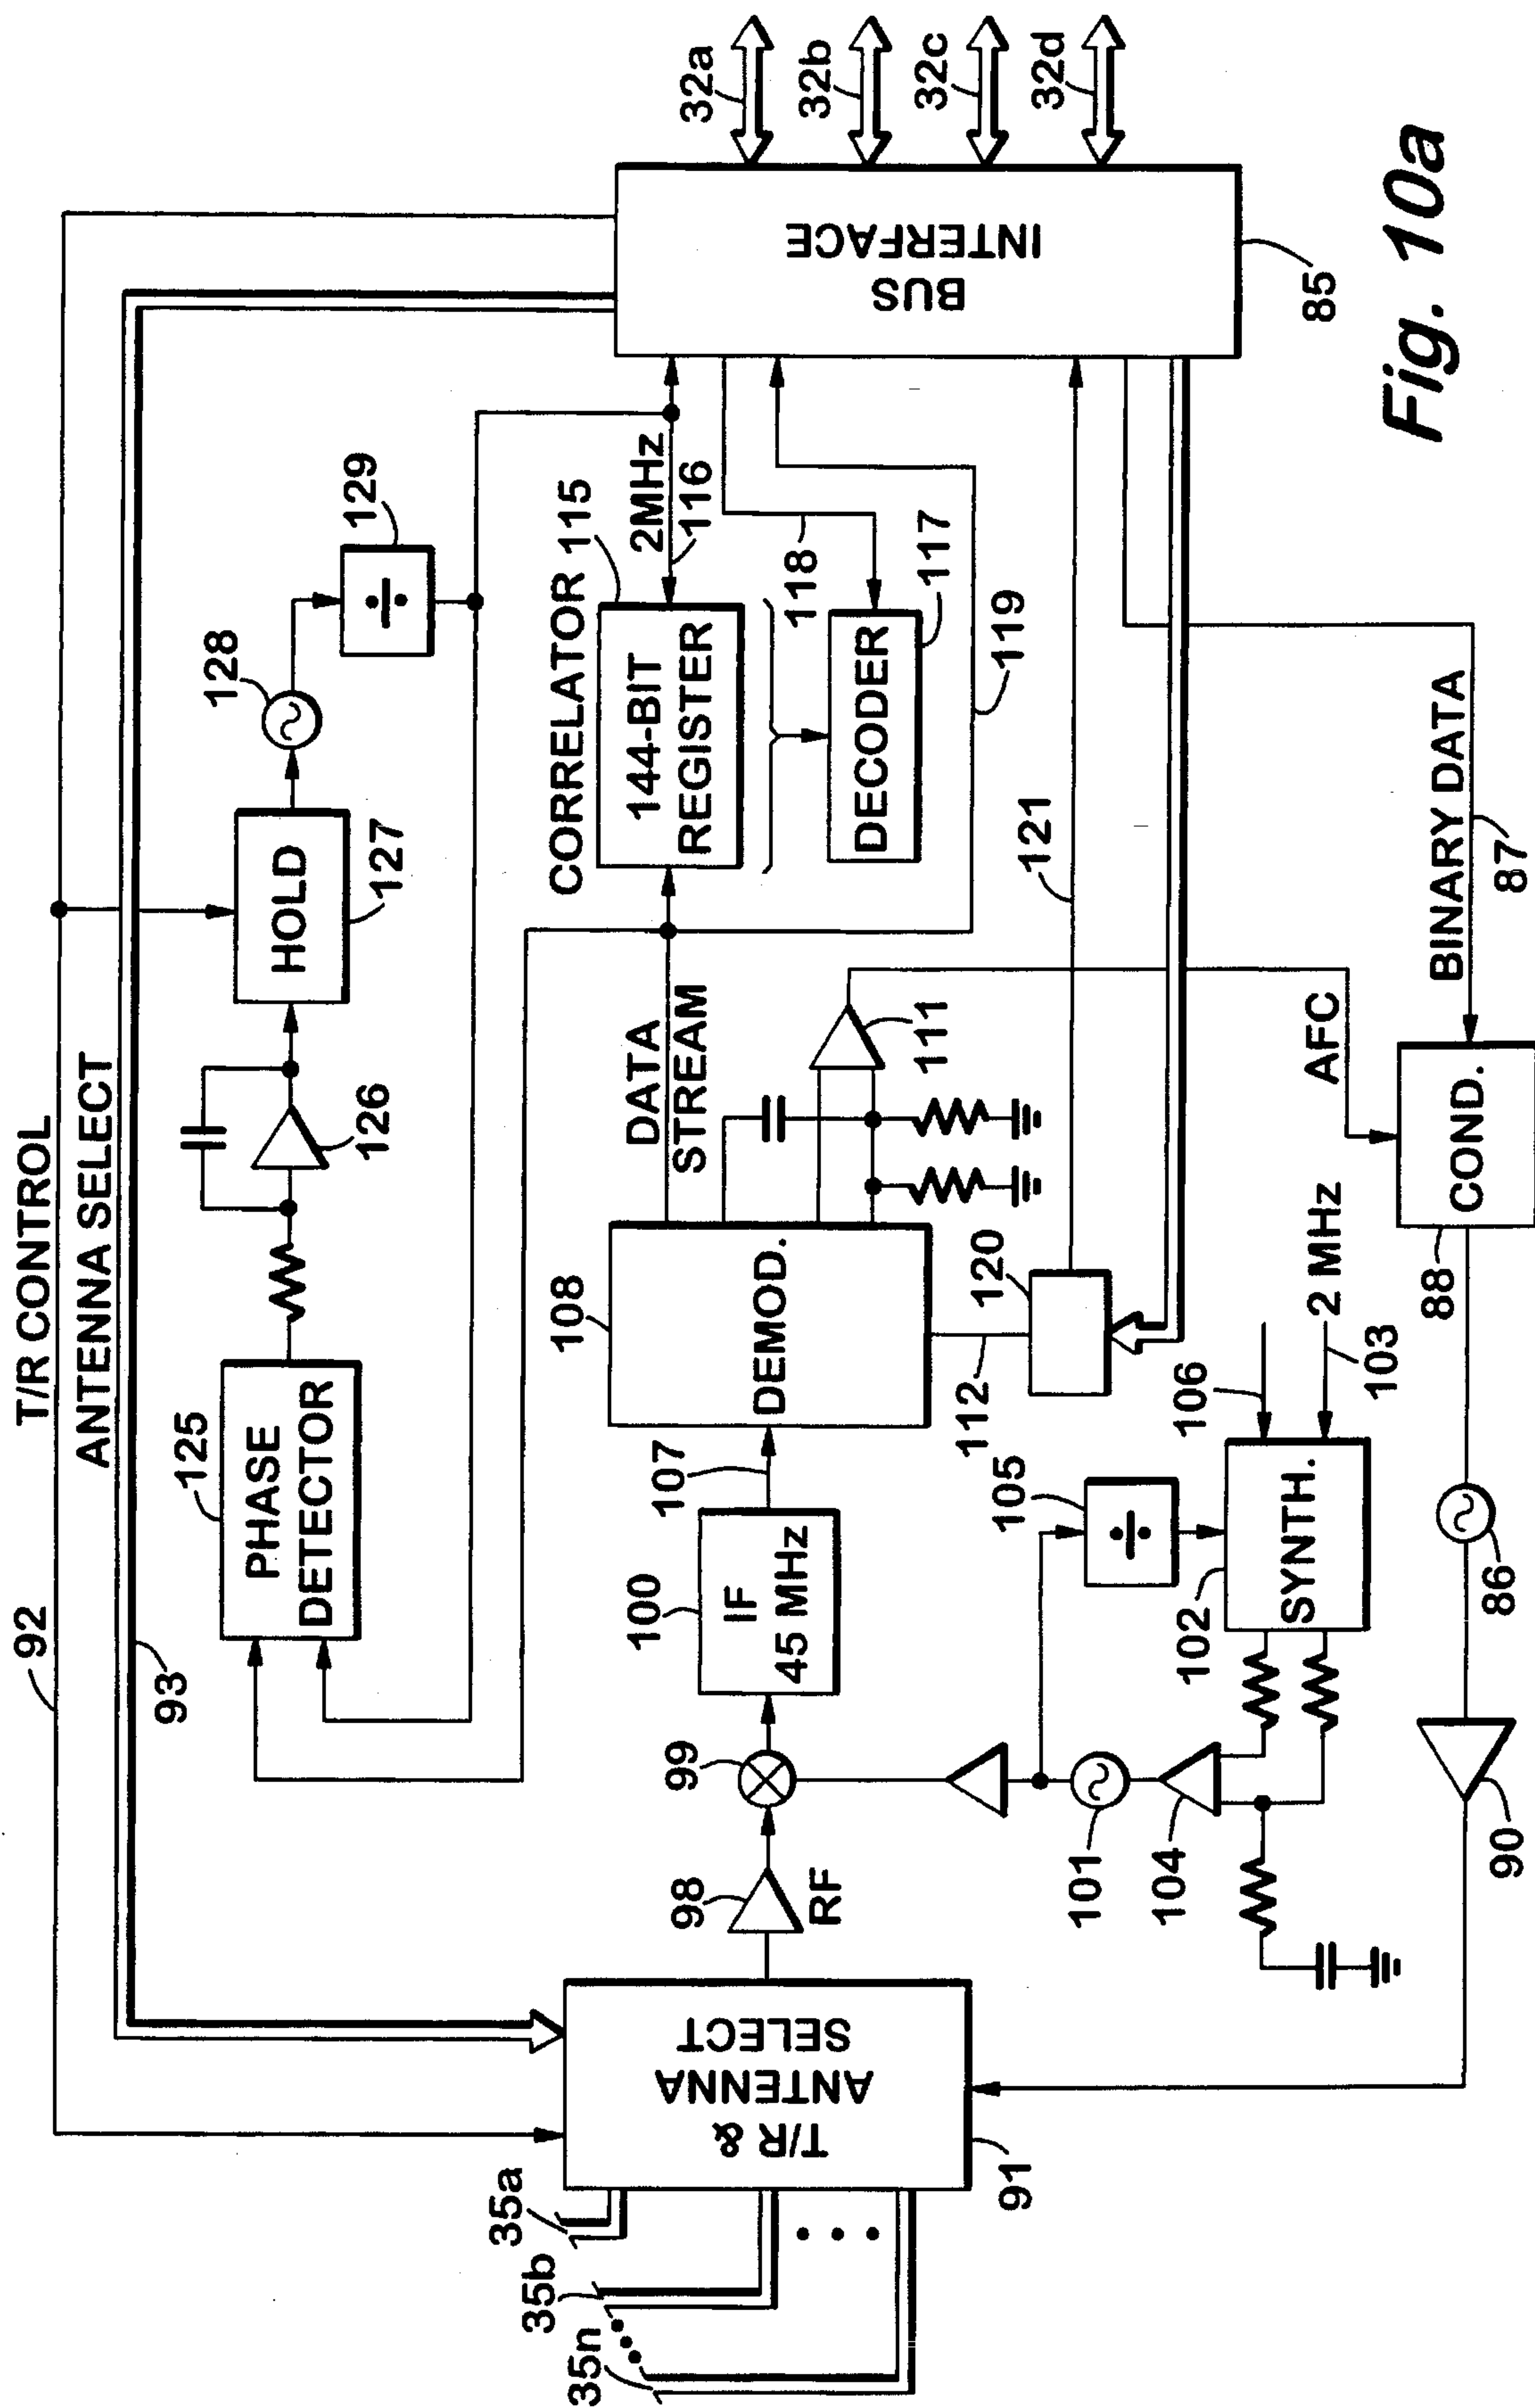 T/R CONTROL
92
ANTENNA SELECT
93
125
PHASE
DETECTOR
126
HOLD
127
128
÷
129
CORRELATOR 115
144-BIT
REGISTER
2MHz
116
118
DECODER
117
119
DATA
STREAM
35a
35b
35n
T/R &
ANTENNA
SELECT
91
98
RF
99
100
IF
45 MHz
107
108
DEMOD.
111
112
120
121
BUS
INTERFACE
85
32a
32b
32c
32d
101
104
102
SYNTH.
105
÷
106
2 MHz
103
AFC
BINARY DATA
87
COND.
88
86
90
Fig. 10a